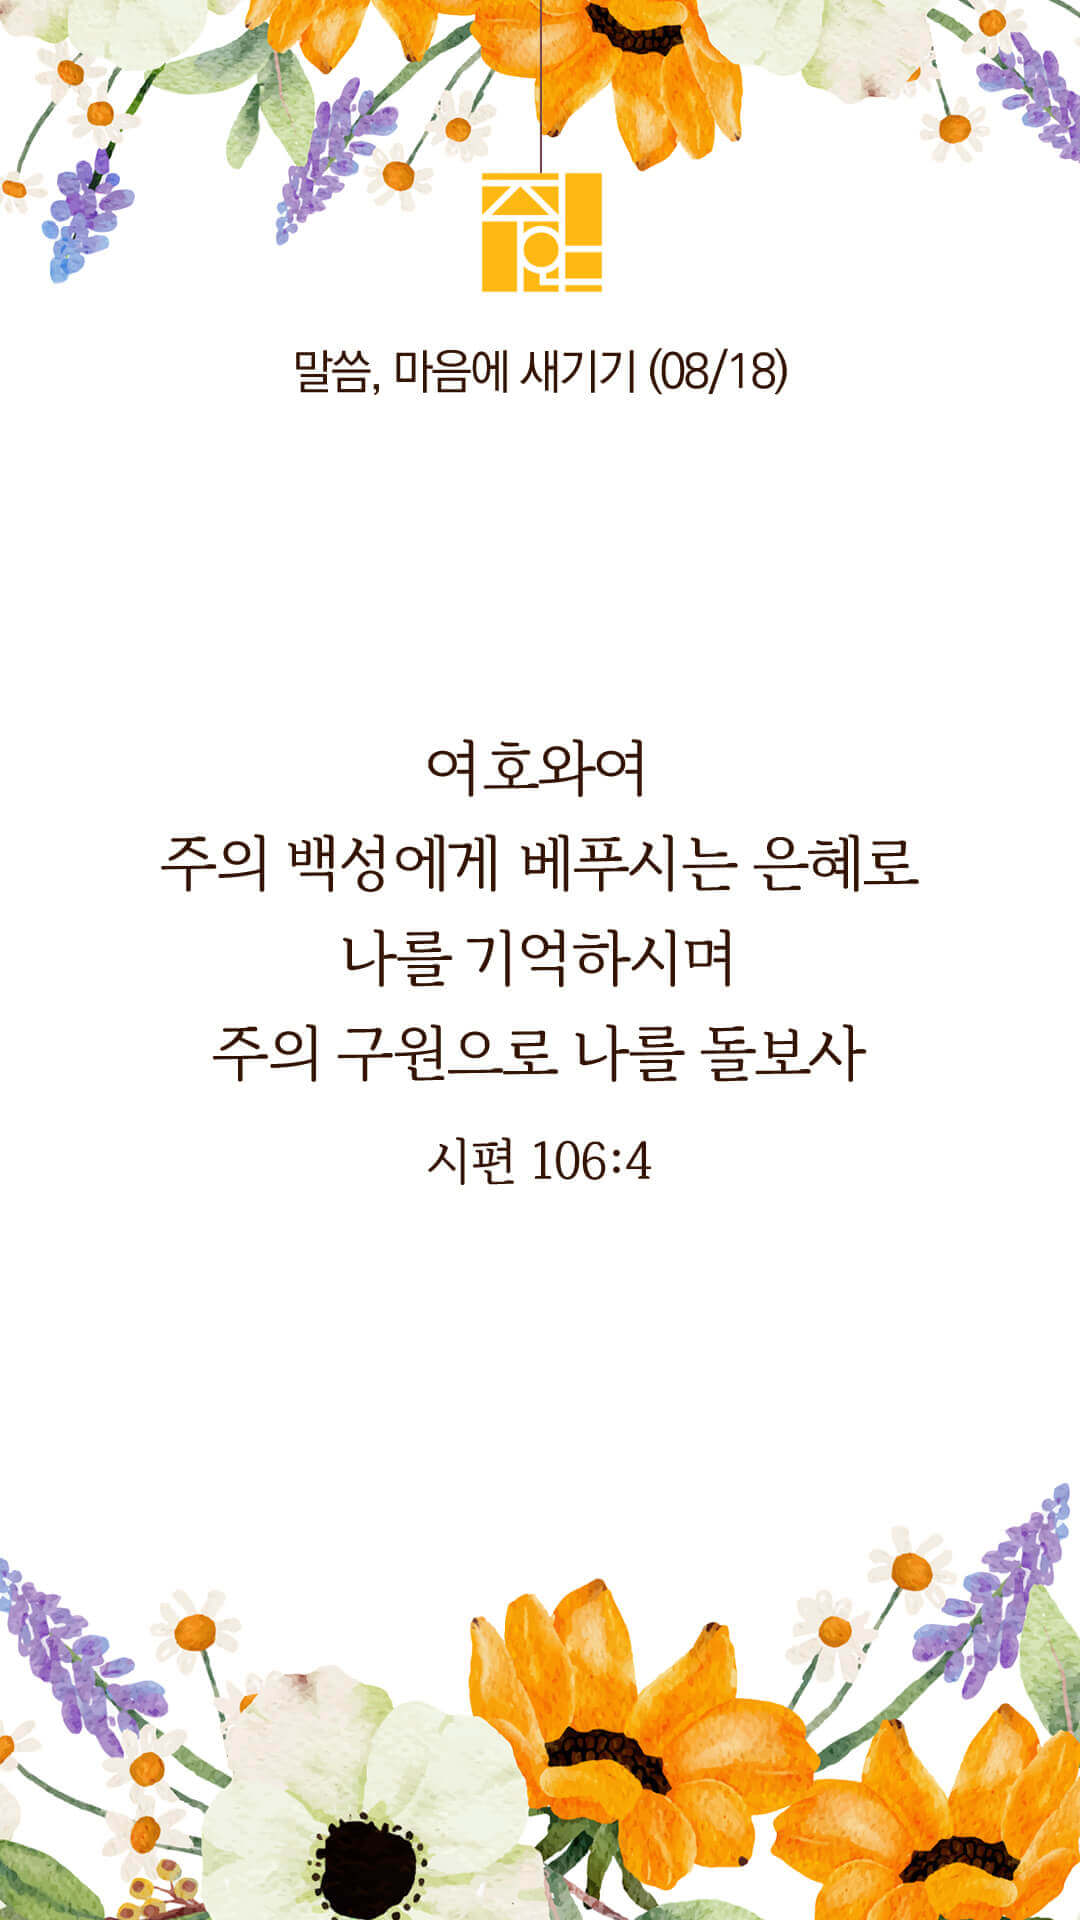 주인
말씀, 마음에 새기기 (08/18)
여호와여
주의 백성에게 베푸시는 은혜로
나를 기억하시며
주의 구원으로 나를 돌보사
시편 106:4